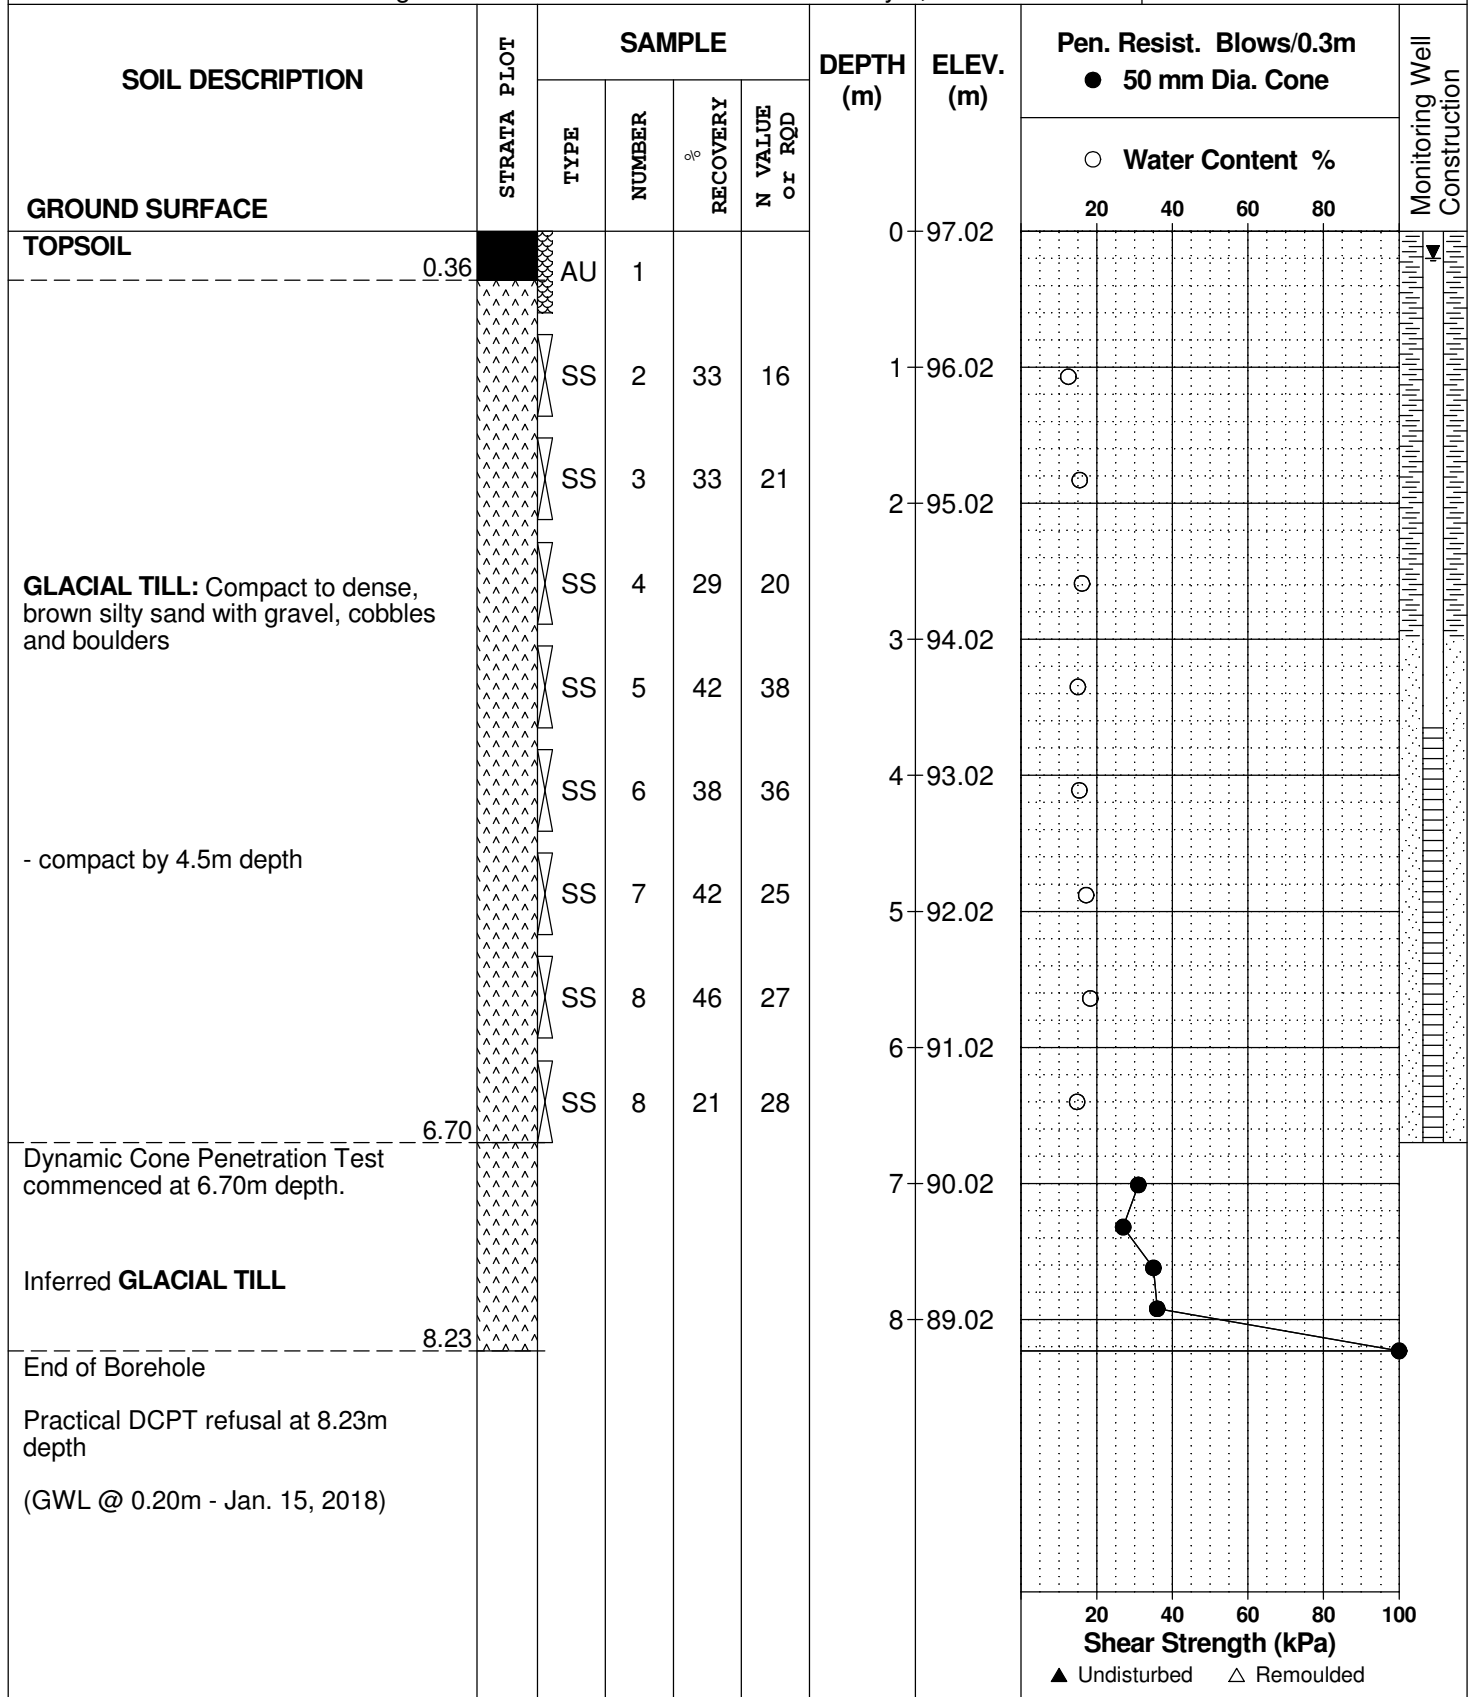 SOIL DESCRIPTION
GROUND SURFACE
STRATA PLOT
SAMPLE
TYPE
NUMBER
% RECOVERY
N VALUE or RQD
DEPTH (m)
ELEV. (m)
Pen. Resist. Blows/0.3m
● 50 mm Dia. Cone
○ Water Content %
20 40 60 80
Monitoring Well Construction
0 97.02
TOPSOIL
0.36
AU 1
SS 2 33 16
1 96.02
SS 3 33 21
2 95.02
GLACIAL TILL: Compact to dense,
brown silty sand with gravel, cobbles
and boulders
SS 4 29 20
3 94.02
SS 5 42 38
4 93.02
SS 6 38 36
- compact by 4.5m depth
SS 7 42 25
5 92.02
SS 8 46 27
6 91.02
SS 8 21 28
6.70
Dynamic Cone Penetration Test
commenced at 6.70m depth.
7 90.02
Inferred GLACIAL TILL
8 89.02
8.23
End of Borehole
Practical DCPT refusal at 8.23m
depth
(GWL @ 0.20m - Jan. 15, 2018)
20 40 60 80 100
Shear Strength (kPa)
▲ Undisturbed △ Remoulded